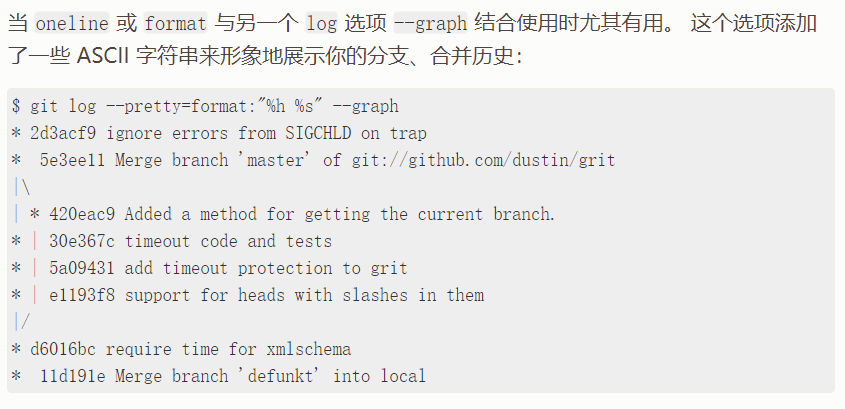 当 oneline 或 format 与另一个 log 选项 --graph 结合使用时尤其有用。 这个选项添加
了一些 ASCII 字符串来形象地展示你的分支、合并历史：
$ git log --pretty=format:"%h %s" --graph
* 2d3acf9 ignore errors from SIGCHLD on trap
*  5e3ee11 Merge branch 'master' of git://github.com/dustin/grit
|\
| * 420eac9 Added a method for getting the current branch.
* | 30e367c timeout code and tests
* | 5a09431 add timeout protection to grit
* | e1193f8 support for heads with slashes in them
|/
* d6016bc require time for xmlschema
*  11d191e Merge branch 'defunkt' into local